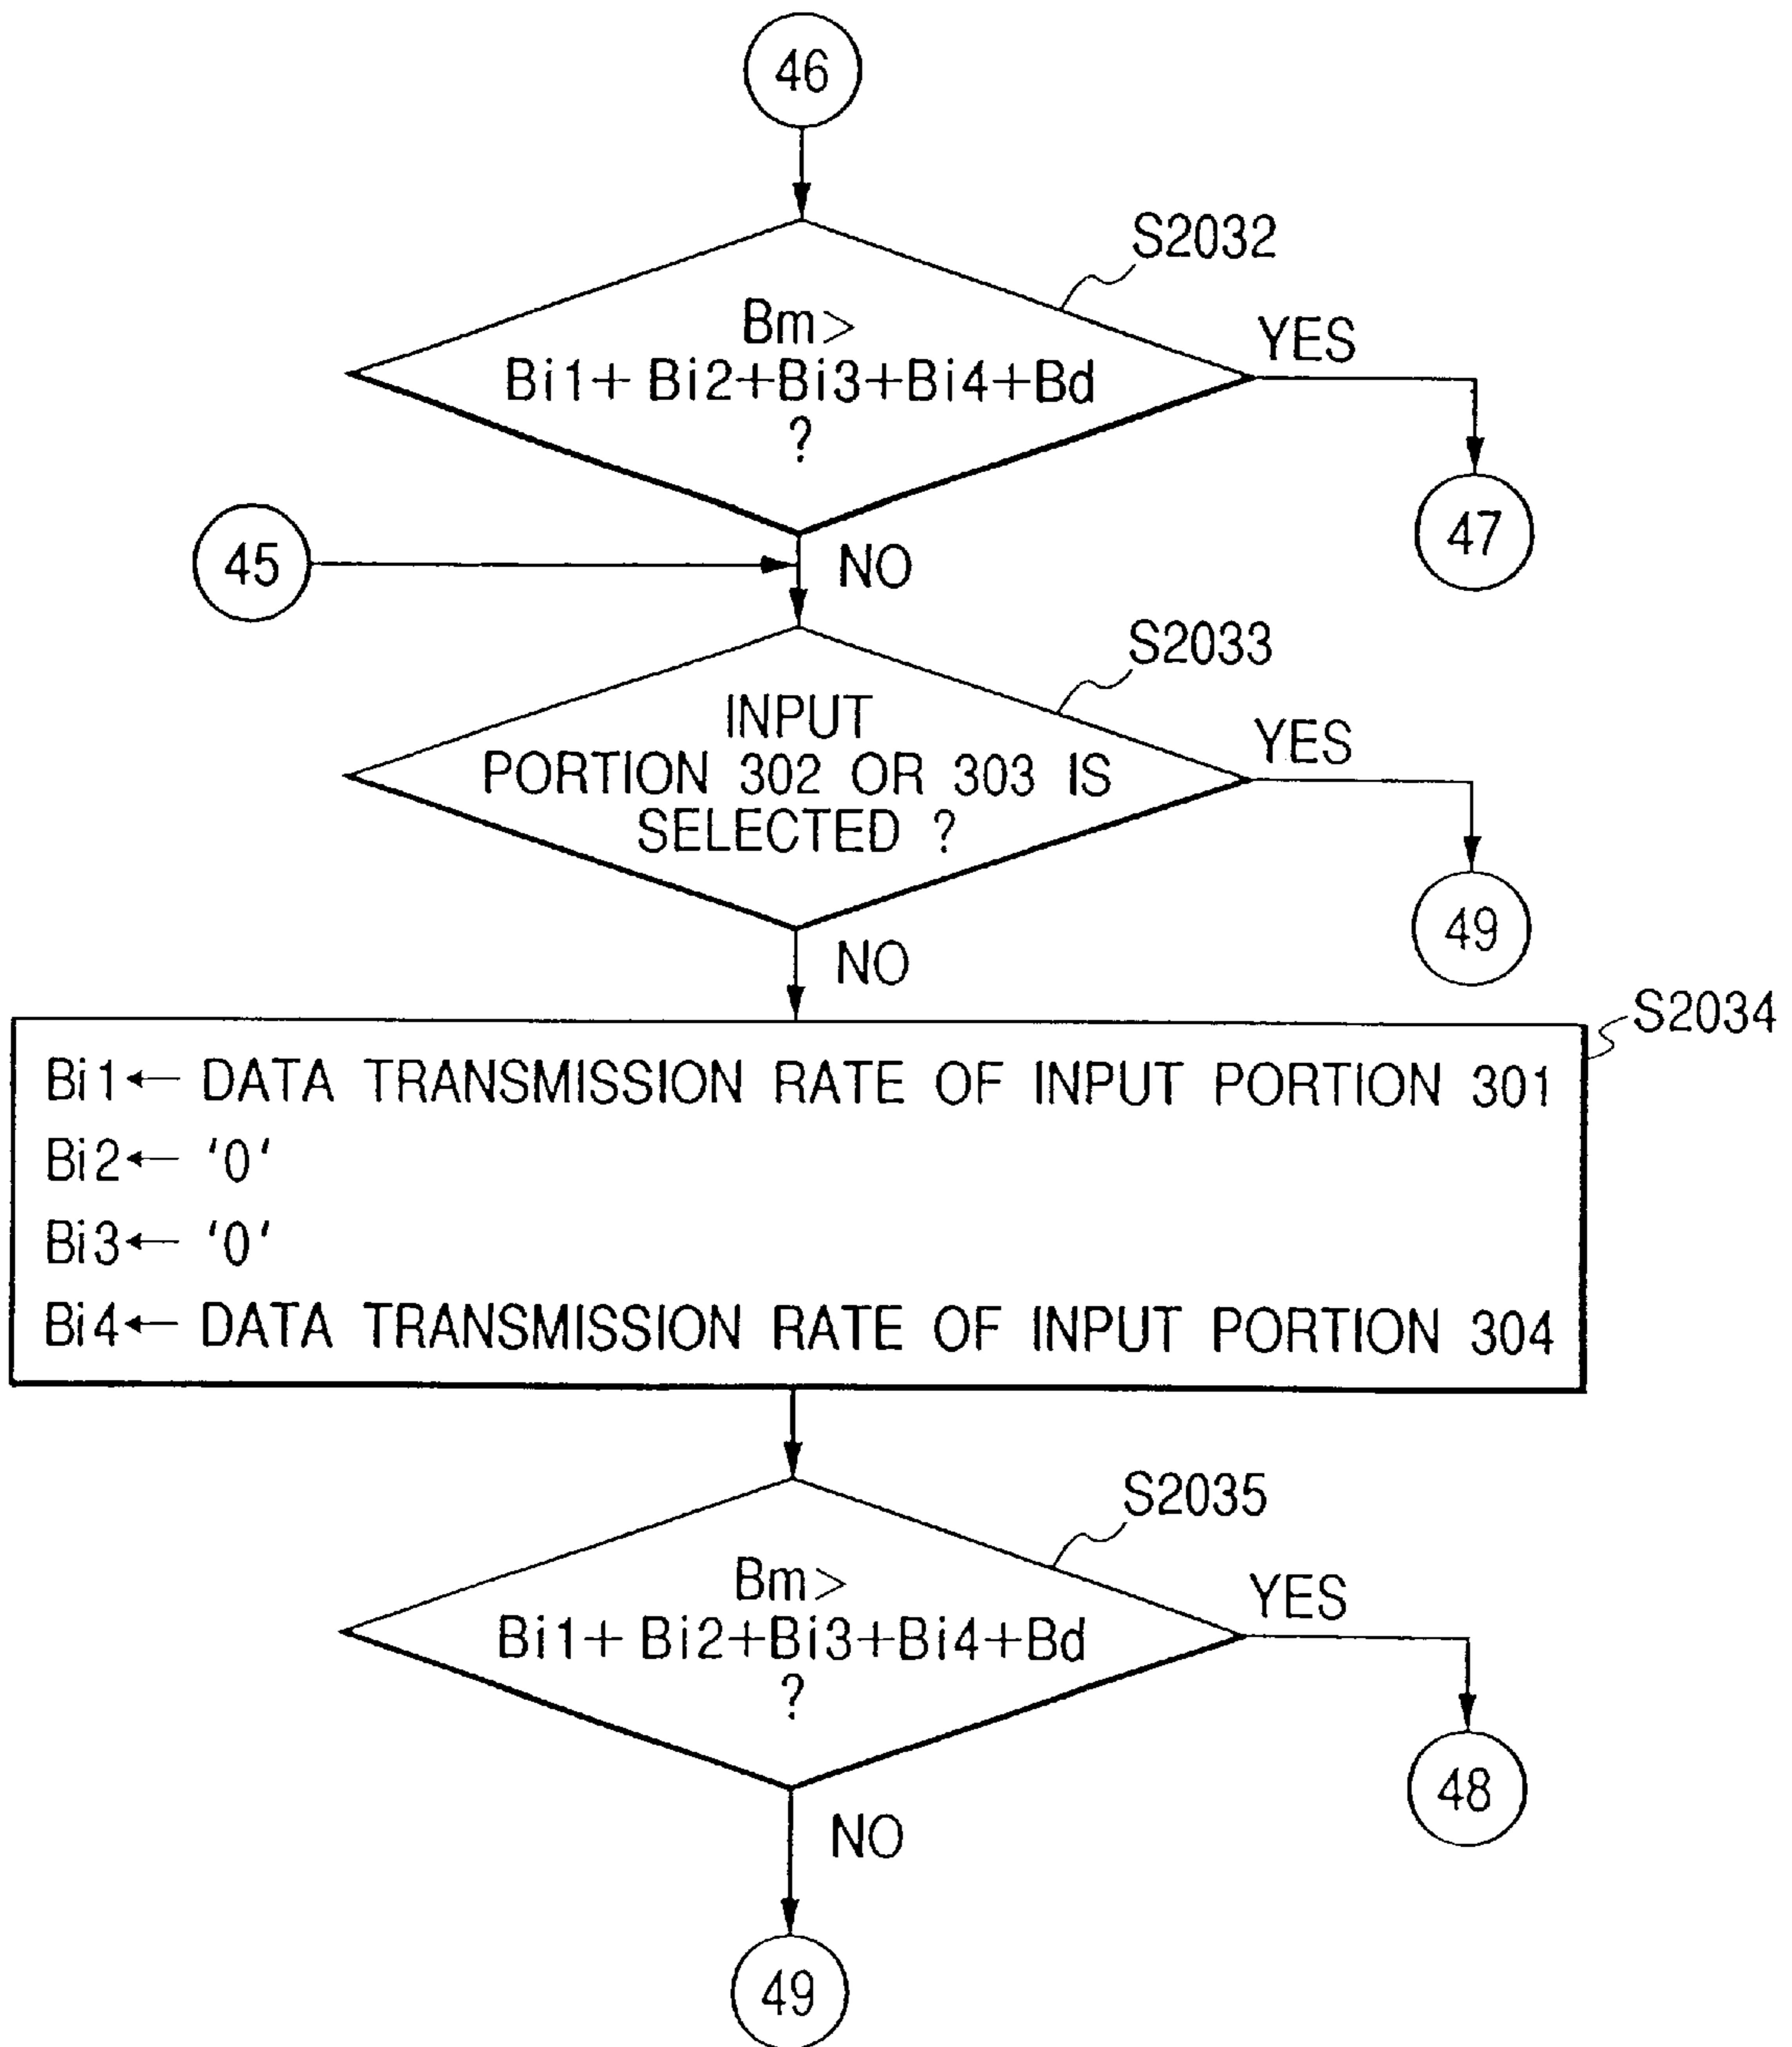 46
S2032
Bm>
Bi1+ Bi2+Bi3+Bi4+Bd
?
YES
47
45
NO
S2033
INPUT
PORTION 302 OR 303 IS
SELECTED ?
YES
49
NO
S2034
Bi1← DATA TRANSMISSION RATE OF INPUT PORTION 301
Bi2← '0'
Bi3← '0'
Bi4← DATA TRANSMISSION RATE OF INPUT PORTION 304
S2035
Bm>
Bi1+ Bi2+Bi3+Bi4+Bd
?
YES
48
NO
49